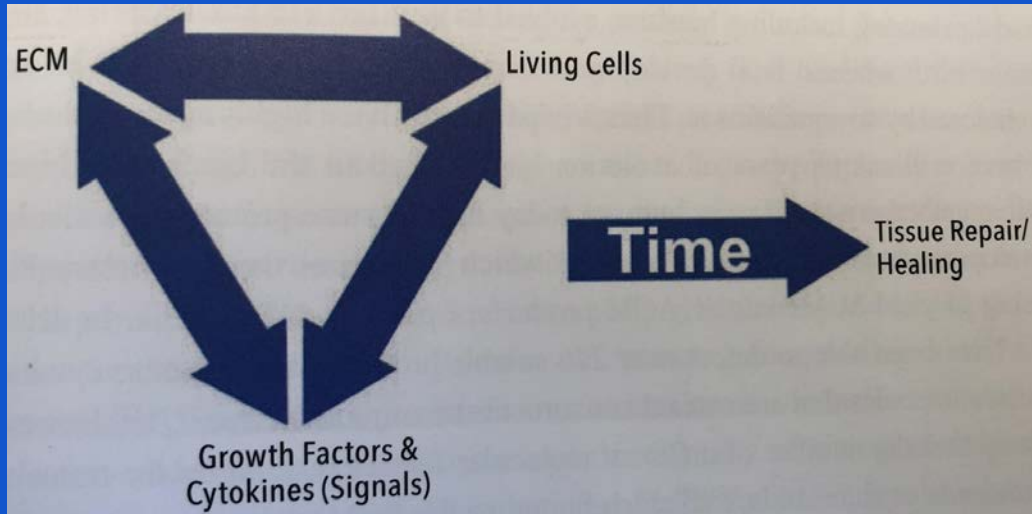 ECM
Living Cells
Time
Tissue Repair/
Healing
Growth Factors &
Cytokines (Signals)